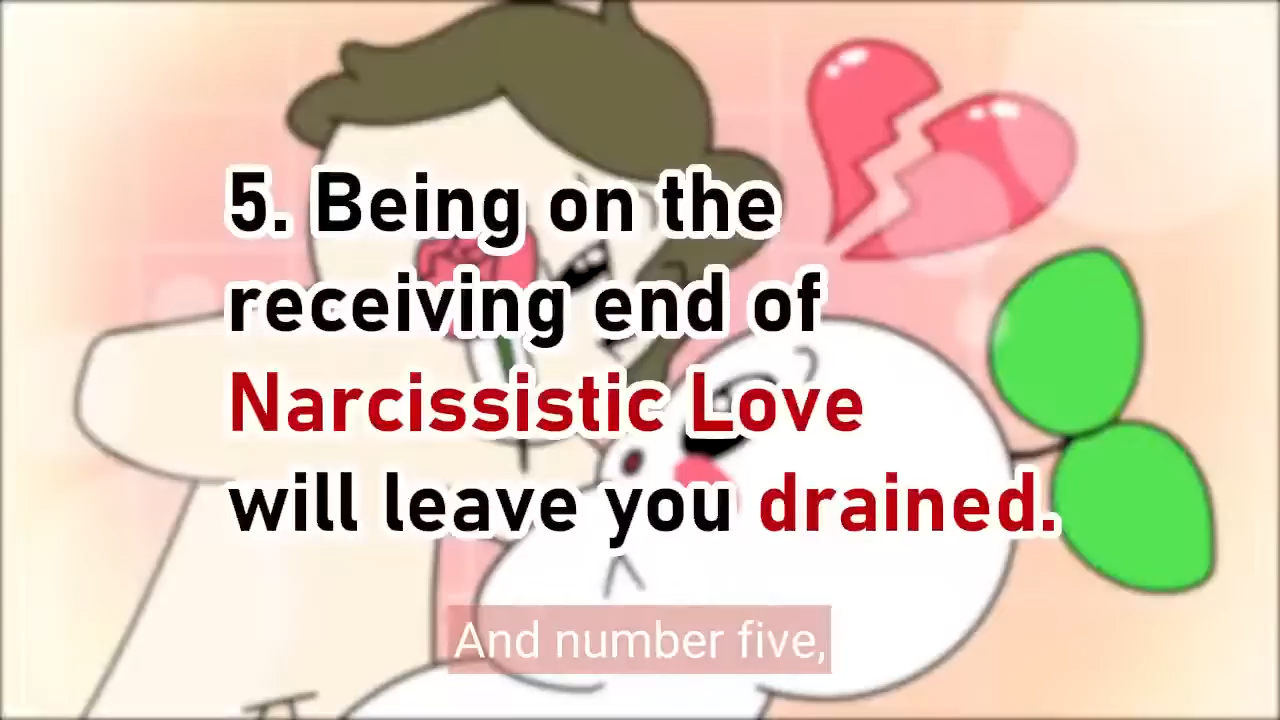 5. Being on the
receiving end of
Narcissistic Love
will leave you drained.
And number five,